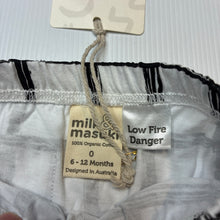 milk &
masuki
100% Organic Cotton
0
6 - 12 Months
Designed In Australia
Low Fire
Danger